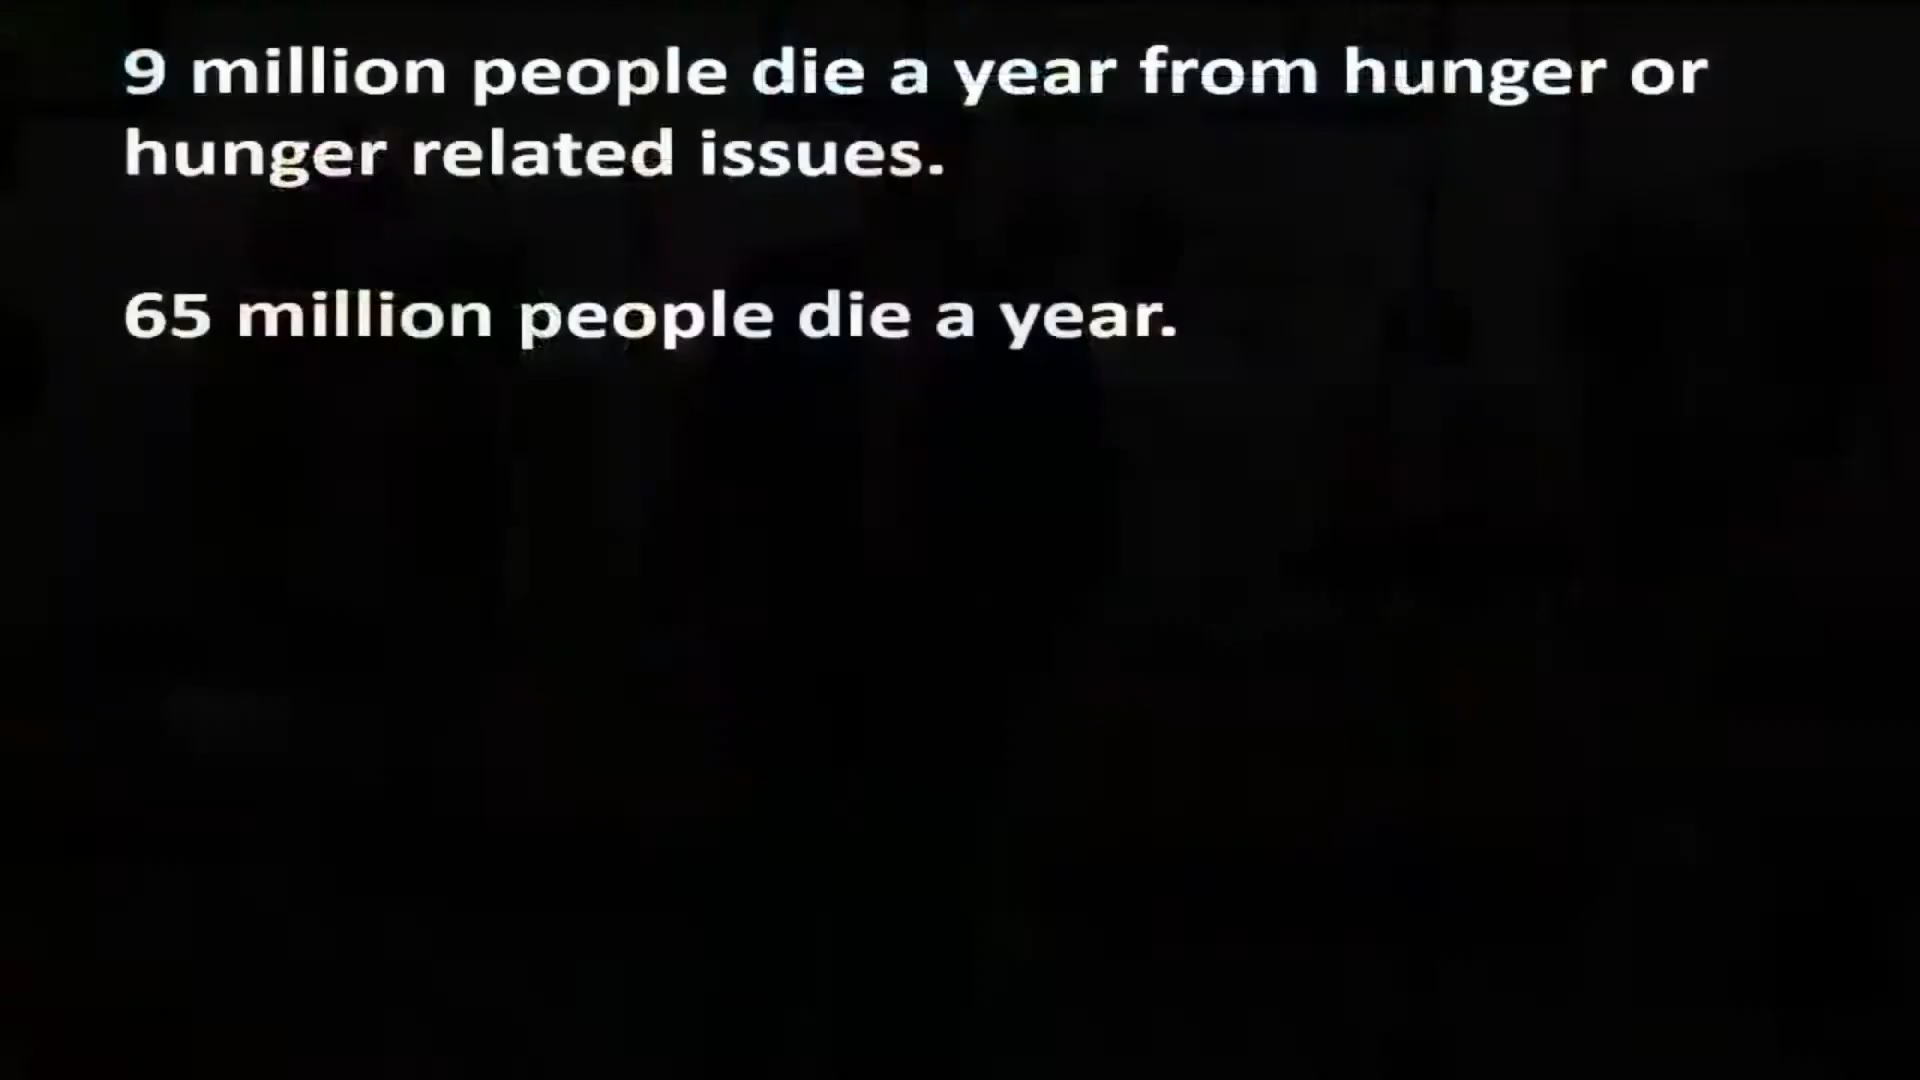 9 million people die a year from hunger or
hunger related issues.
65 million people die a year.